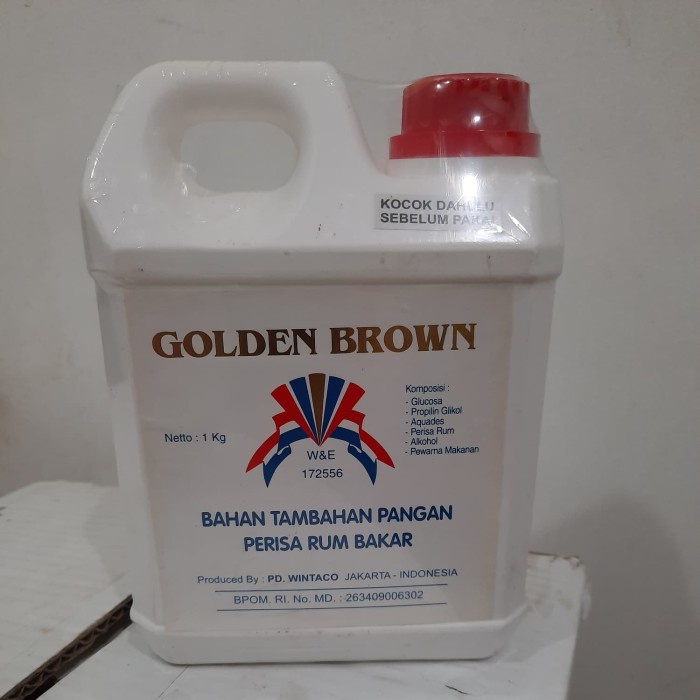 KOCOK DAHULU
SEBELUM PAKAI
GOLDEN BROWN
Netto : 1 Kg
W&E
172556
Komposisi :
- Glucosa
- Propilin Glikol
- Aquades
- Perisa Rum
- Alkohol
- Pewarna Makanan
BAHAN TAMBAHAN PANGAN
PERISA RUM BAKAR
Produced By : PD. WINTACO JAKARTA - INDONESIA
BPOM. RI. No. MD. : 263409006302